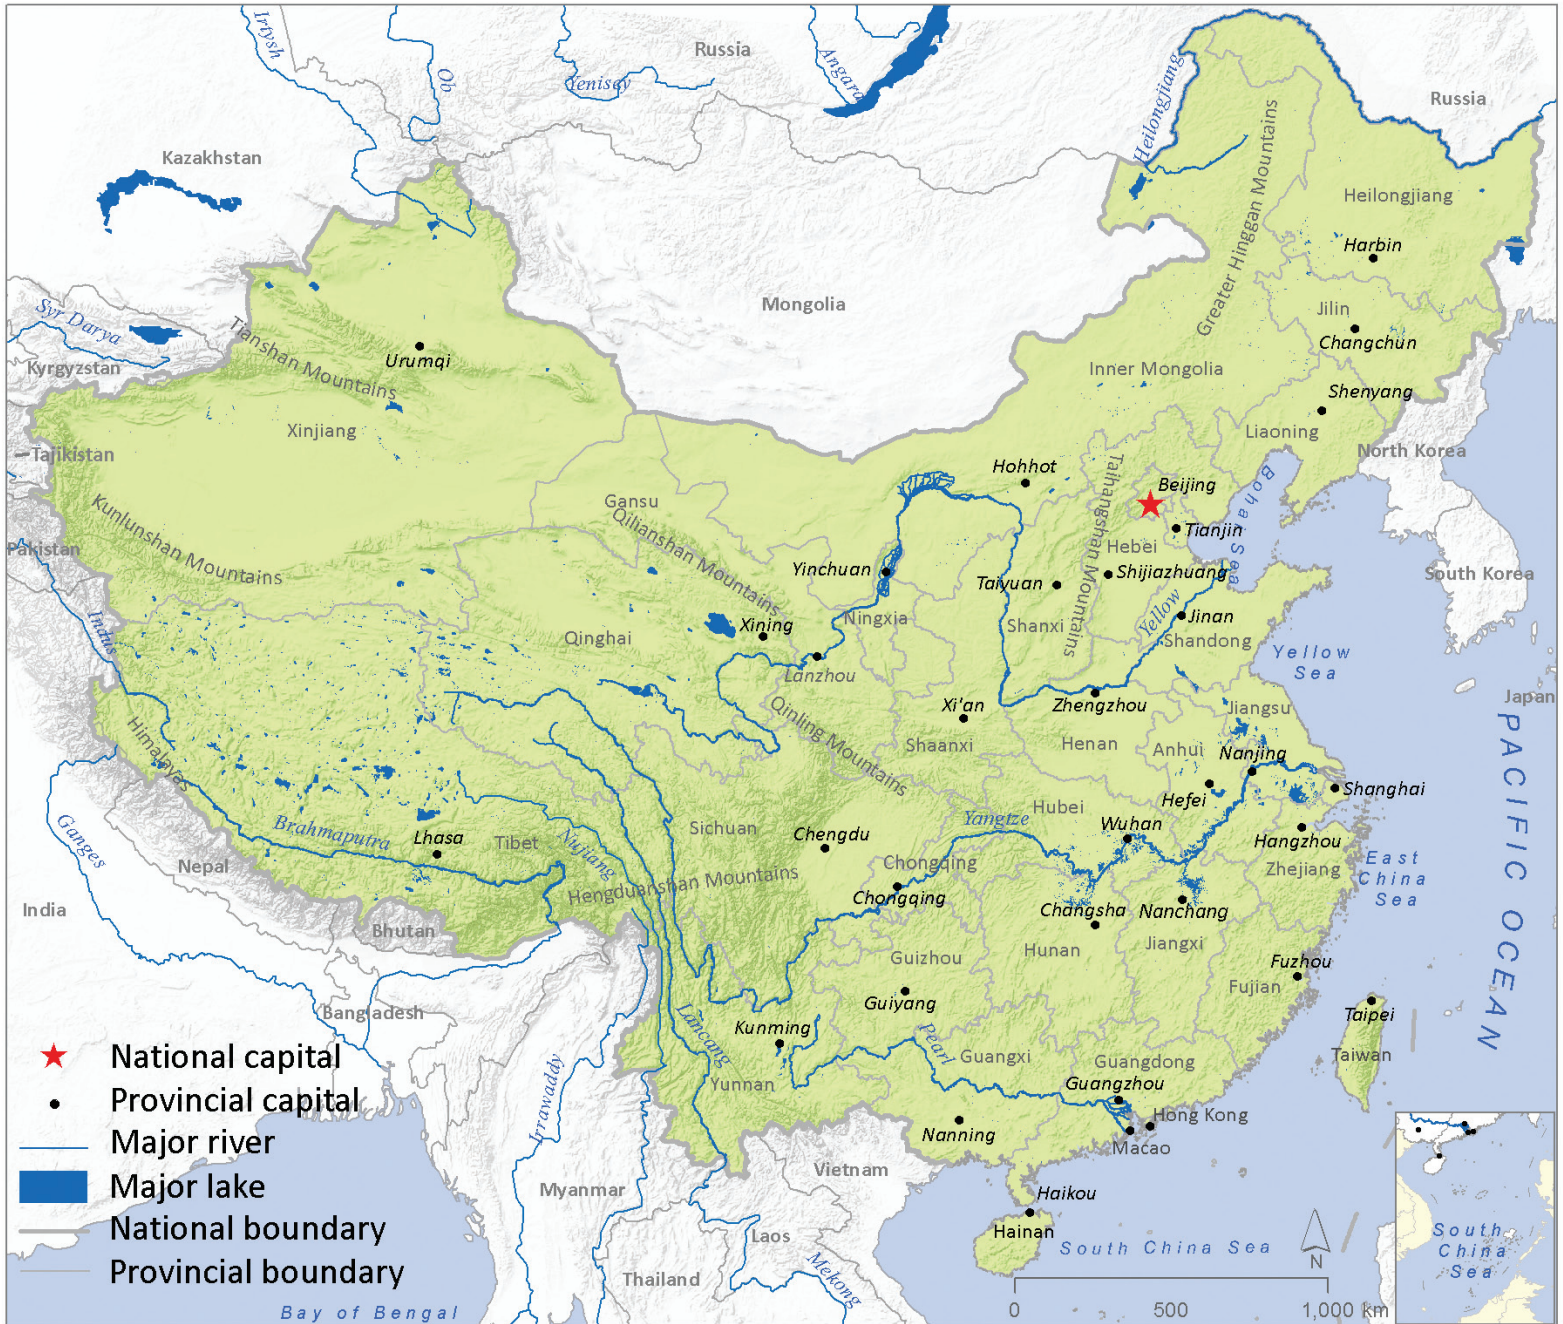 Irtysh
Ob
Yenisey
Russia
Angara
Heilongjiang
Russia
Kazakhstan
Greater Hinggan Mountains
Heilongjiang
Harbin
Mongolia
Syr Darya
Jilin
Changchun
Tianshan Mountains
Urumqi
Kyrgyzstan
Inner Mongolia
Shenyang
Xinjiang
Liaoning
Tajikistan
North Korea
Hohhot
Taihangshan Mountains
Beijing
Bohai Sea
Gansu
Kunlunshan Mountains
Qilianshan Mountains
Tianjin
Hebei
Pakistan
Yinchuan
Taiyuan
Shijiazhuang
South Korea
Indus
Xining
Ningxia
Shanxi
Yellow
Jinan
Shandong
Qinghai
Yellow
Sea
Lanzhou
Japan
Himalayas
Qinling Mountains
Xi'an
Zhengzhou
Jiangsu
Shaanxi
Henan
Anhui
Nanjing
PACIFIC OCEAN
Shanghai
Hefei
Hubei
Ganges
Brahmaputra
Lhasa
Tibet
Nujiang
Sichuan
Chengdu
Yangtze
Wuhan
Hangzhou
Nepal
Chongqing
Zhejiang
East
China
Sea
Hengduanshan Mountains
Chongqing
Changsha
Nanchang
India
Bhutan
Hunan
Jiangxi
Guizhou
Fuzhou
Fujian
Guiyang
Bangladesh
Lancang
Kunming
Pearl
Taipei
Taiwan
Guangxi
Guangdong
Yunnan
Guangzhou
Irrawaddy
Hong Kong
Nanning
Macao
Vietnam
Myanmar
Haikou
Hainan
Laos
South China Sea
Mekong
Thailand
Bay of Bengal
National capital
Provincial capital
Major river
Major lake
National boundary
Provincial boundary
N
0 500 1,000 km
South
China
Sea